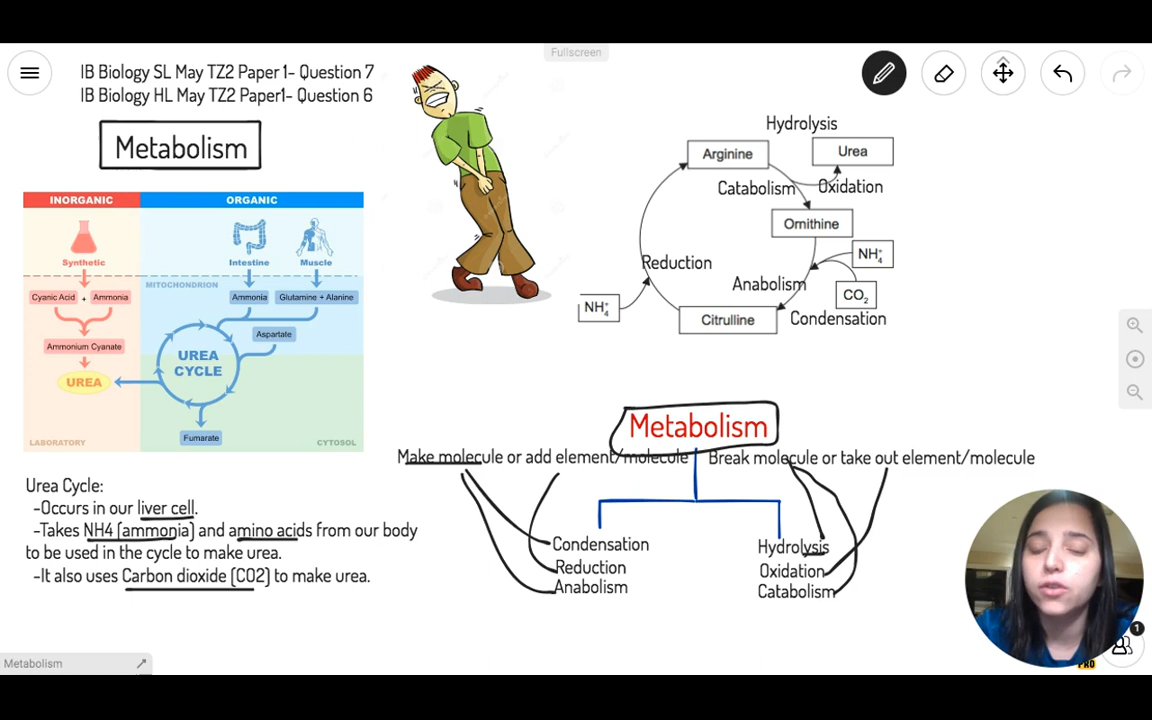 Fullscreen
IB Biology SL May TZ2 Paper 1- Question 7
IB Biology HL May TZ2 Paper1- Question 6
Metabolism
INORGANIC
ORGANIC
Synthetic
Intestine
Muscle
MITOCHONDRION
Cyanic Acid + Ammonia
Ammonia
Glutamine + Alanine
Aspartate
Ammonium Cyanate
UREA CYCLE
UREA
Fumarate
LABORATORY
CYTOSOL
Urea Cycle:
-Occurs in our liver cell.
-Takes NH4 (ammonia) and amino acids from our body
to be used in the cycle to make urea.
-It also uses Carbon dioxide (CO2) to make urea.
Hydrolysis
Arginine
Urea
Catabolism
Oxidation
Ornithine
NH₄⁺
Reduction
Anabolism
CO₂
NH₄⁺
Citrulline
Condensation
Metabolism
Make molecule or add element/molecule
Break molecule or take out element/molecule
Condensation
Reduction
Anabolism
Hydrolysis
Oxidation
Catabolism
Metabolism
1
PRO